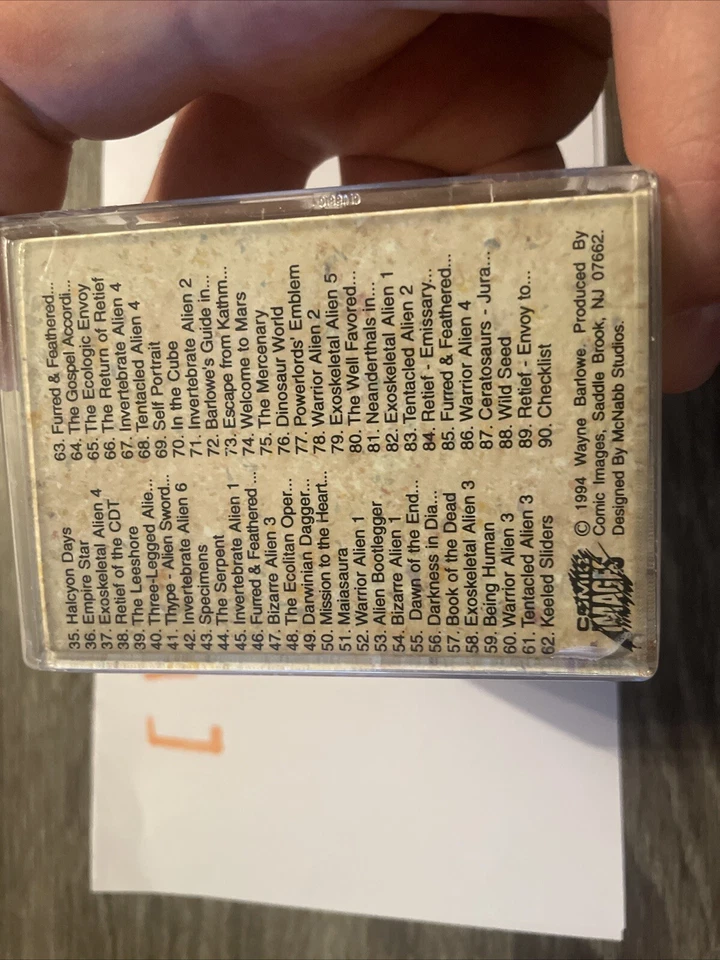 35. Halcyon Days
36. Empire Star
37. Exoskeletal Alien 4
38. Retief of the CDT
39. The Leeshore
40. Three-Legged Alie...
41. Thype - Alien Sword...
42. Invertebrate Alien 6
43. Specimens
44. The Serpent
45. Invertebrate Alien 1
46. Furred & Feathered ...
47. Bizarre Alien 3
48. The Ecolitan Oper...
49. Darwinian Dagger...
50. Mission to the Heart...
51. Maiasaura
52. Warrior Alien 1
53. Alien Bootlegger
54. Bizarre Alien 1
55. Dawn of the End...
56. Darkness in Dia...
57. Book of the Dead
58. Exoskeletal Alien 3
59. Being Human
60. Warrior Alien 3
61. Tentacled Alien 3
62. Keeled Sliders
63. Furred & Feathered...
64. The Gospel Accordi...
65. The Ecologic Envoy
66. The Return of Retief
67. Invertebrate Alien 4
68. Tentacled Alien 4
69. Self Portrait
70. In the Cube
71. Invertebrate Alien 2
72. Barlowe's Guide in...
73. Escape from Kathm...
74. Welcome to Mars
75. The Mercenary
76. Dinosaur World
77. Powerlords' Emblem
78. Warrior Alien 2
79. Exoskeletal Alien 5
80. The Well Favored...
81. Neanderthals in...
82. Exoskeletal Alien 1
83. Tentacled Alien 2
84. Retief - Emissary...
85. Furred & Feathered...
86. Warrior Alien 4
87. Ceratosaurs - Jura...
88. Wild Seed
89. Retief - Envoy to...
90. Checklist
COMIC
IMAGES
© 1994 Wayne Barlowe. Produced By
Comic Images, Saddle Brook, NJ 07662.
Designed By McNabb Studios.